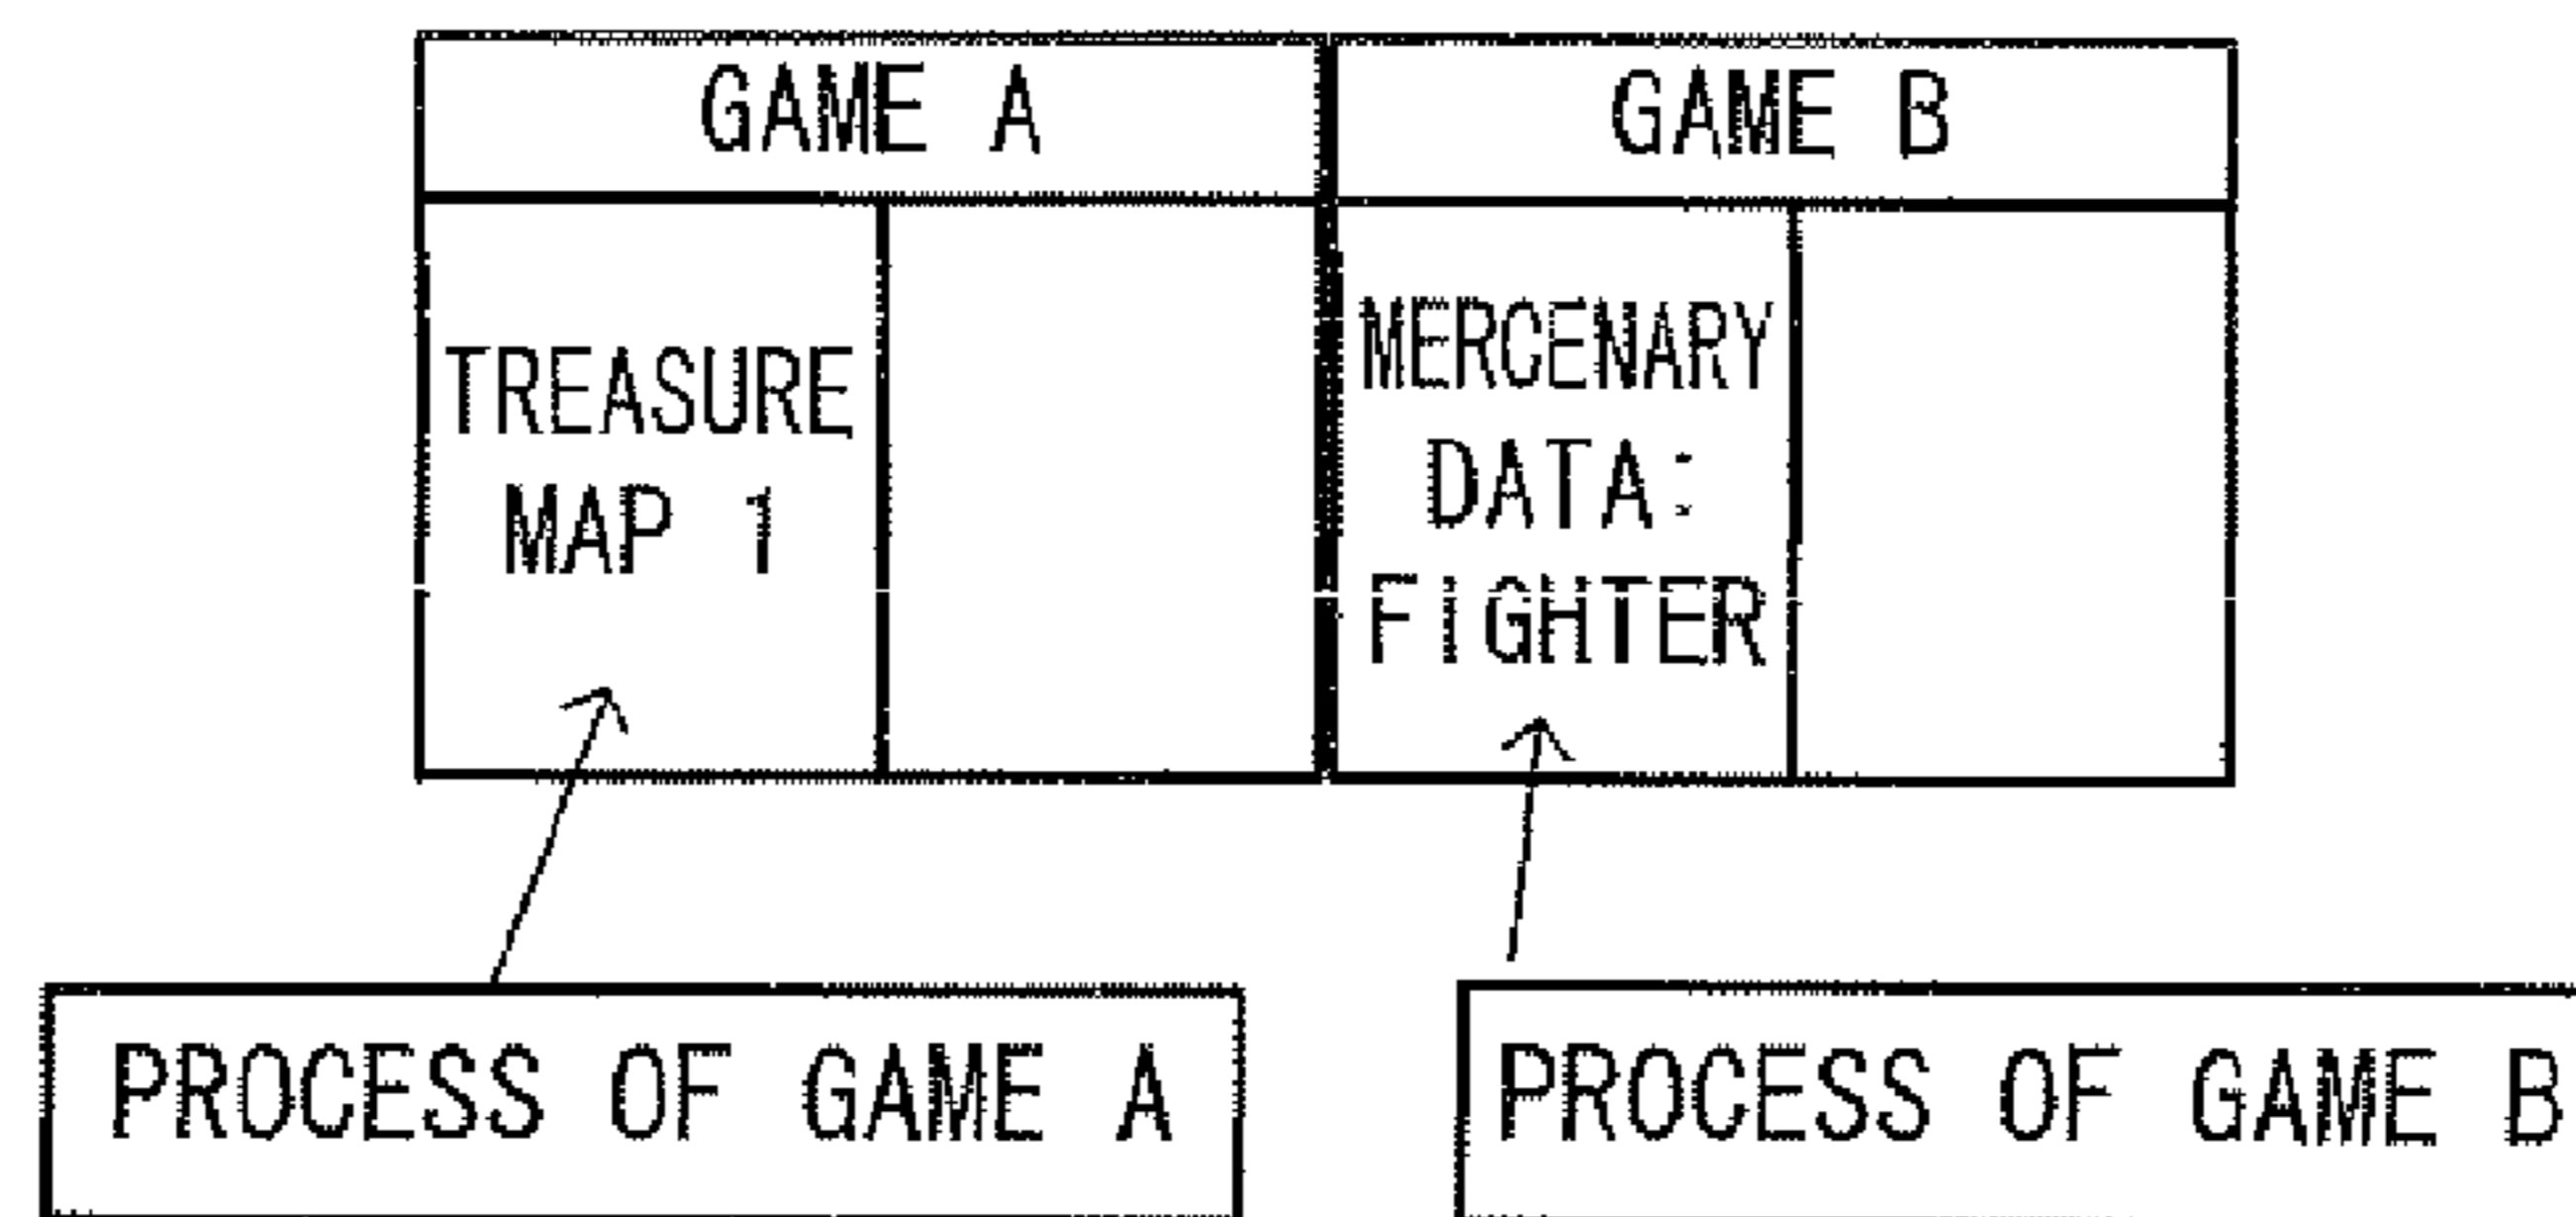 GAME A
GAME B
TREASURE
MAP 1
MERCENARY
DATA:
FIGHTER
PROCESS OF GAME A
PROCESS OF GAME B